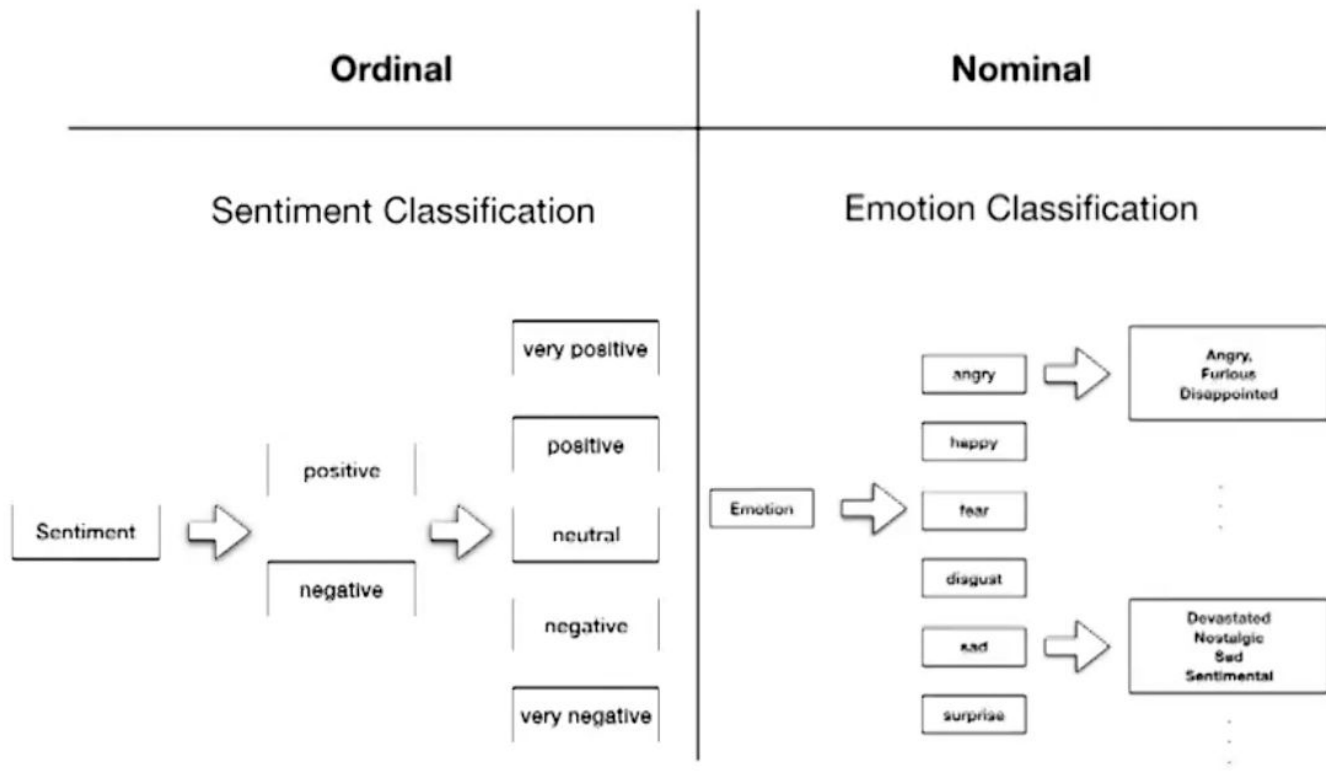 Ordinal
Nominal
Sentiment Classification
Emotion Classification
Sentiment
positive
negative
very positive
positive
neutral
negative
very negative
Emotion
angry
happy
fear
disgust
sad
surprise
Angry,
Furious
Disappointed
Devastated
Nostalgic
Sad
Sentimental